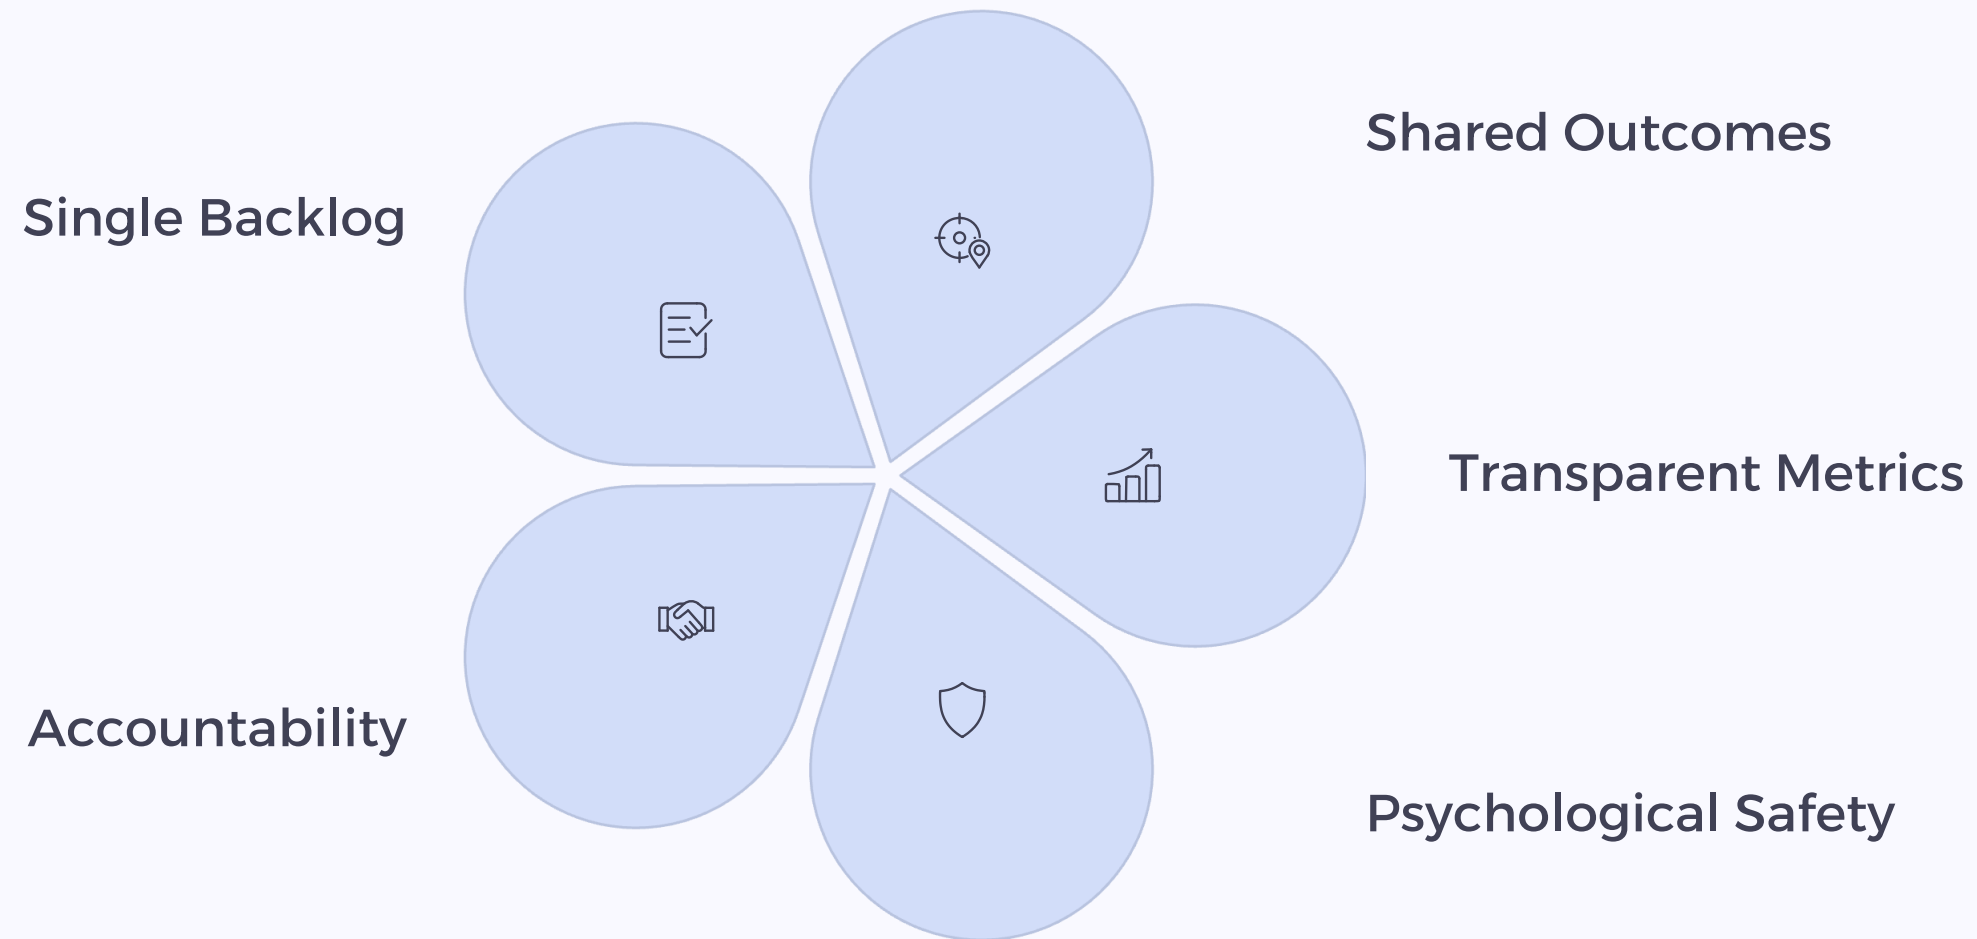 Shared Outcomes
Single Backlog
Transparent Metrics
Accountability
Psychological Safety